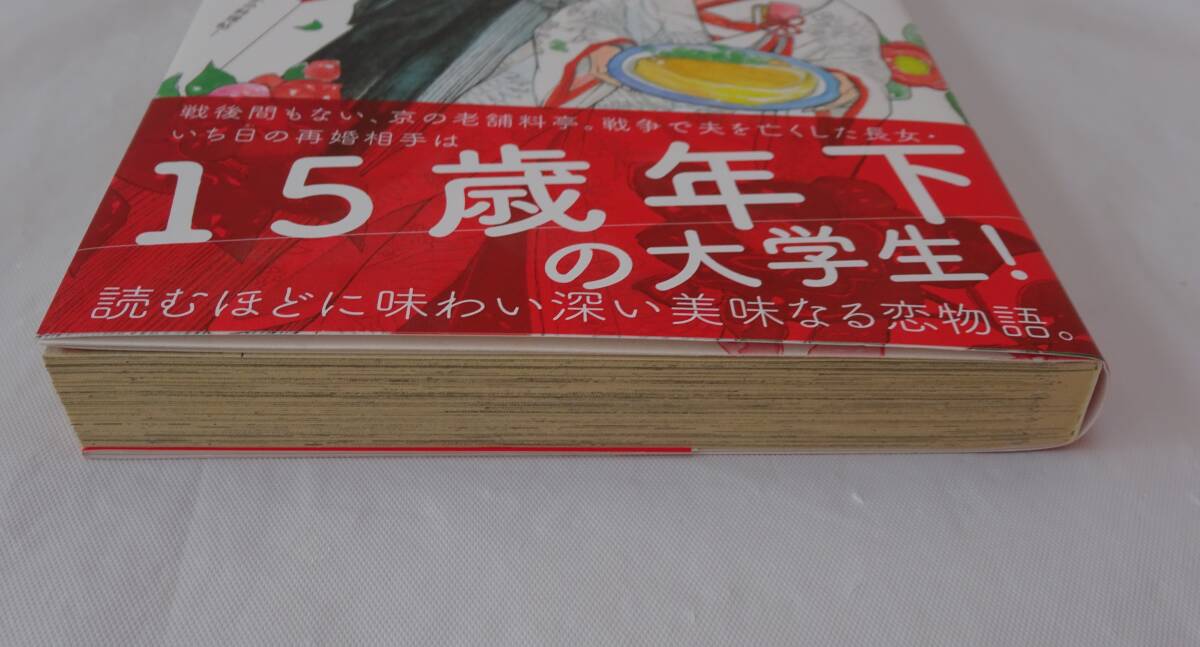 戦後間もない、京の老舗料亭。戦争で夫を亡くした長女・
いち日の再婚相手は
15歳年下
の大学生!
読むほどに味わい深い美味なる恋物語。